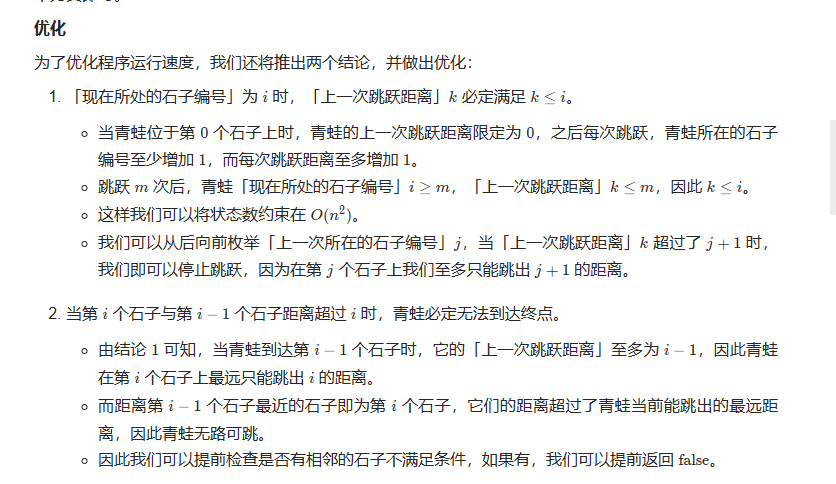 优化
为了优化程序运行速度，我们还将推出两个结论，并做出优化：
1. 「现在所处的石子编号」为 i 时，「上一次跳跃距离」k 必定满足 k ≤ i。
当青蛙位于第 0 个石子上时，青蛙的上一次跳跃距离限定为 0，之后每次跳跃，青蛙所在的石子
编号至少增加 1，而每次跳跃距离至多增加 1。
跳跃 m 次后，青蛙「现在所处的石子编号」i ≥ m，「上一次跳跃距离」k ≤ m，因此 k ≤ i。
这样我们可以将状态数约束在 O(n²)。
我们可以从后向前枚举「上一次所在的石子编号」j，当「上一次跳跃距离」k 超过了 j + 1 时，
我们即可以停止跳跃，因为在第 j 个石子上我们至多只能跳出 j + 1 的距离。
2. 当第 i 个石子与第 i − 1 个石子距离超过 i 时，青蛙必定无法到达终点。
由结论 1 可知，当青蛙到达第 i − 1 个石子时，它的「上一次跳跃距离」至多为 i − 1，因此青蛙
在第 i 个石子上最远只能跳出 i 的距离。
而距离第 i − 1 个石子最近的石子即为第 i 个石子，它们的距离超过了青蛙当前能跳出的最远距
离，因此青蛙无路可跳。
因此我们可以提前检查是否有相邻的石子不满足条件，如果有，我们可以提前返回 false。